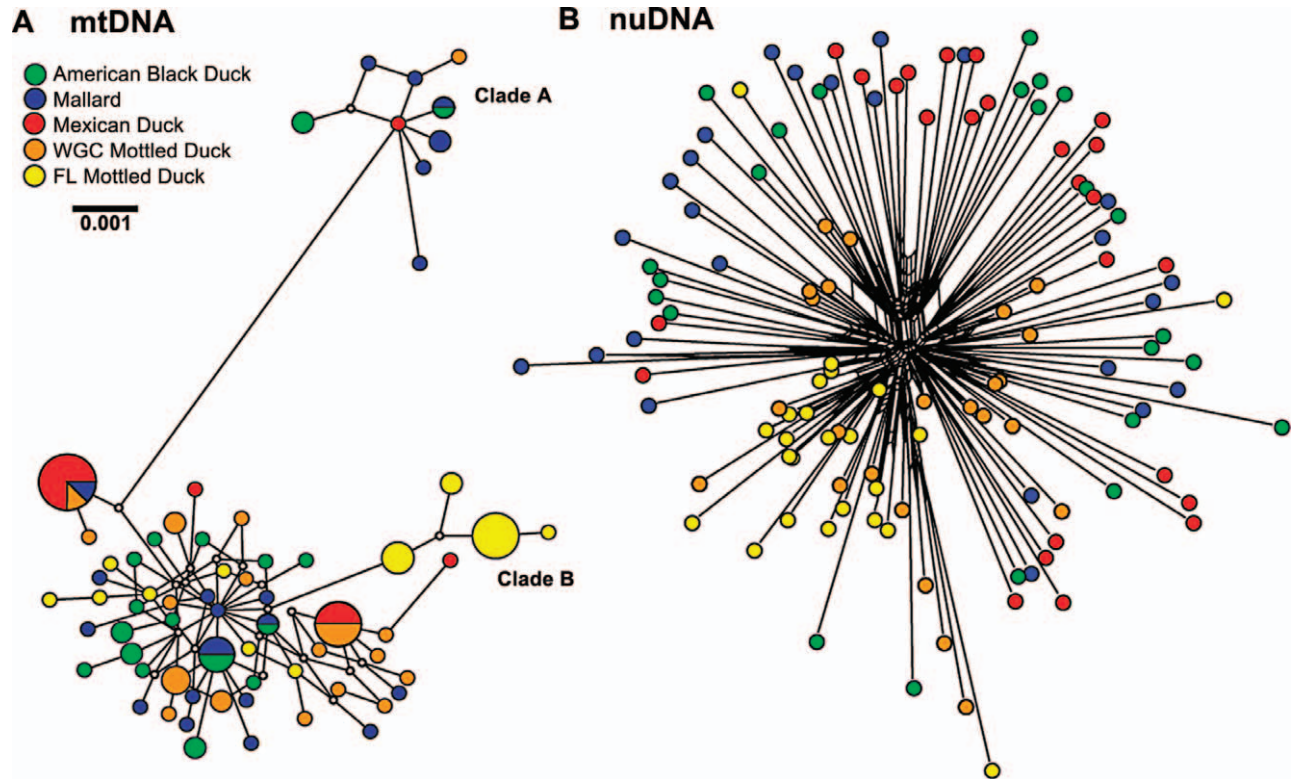 A mtDNA
B nuDNA
American Black Duck
Mallard
Mexican Duck
WGC Mottled Duck
FL Mottled Duck
0.001
Clade A
Clade B